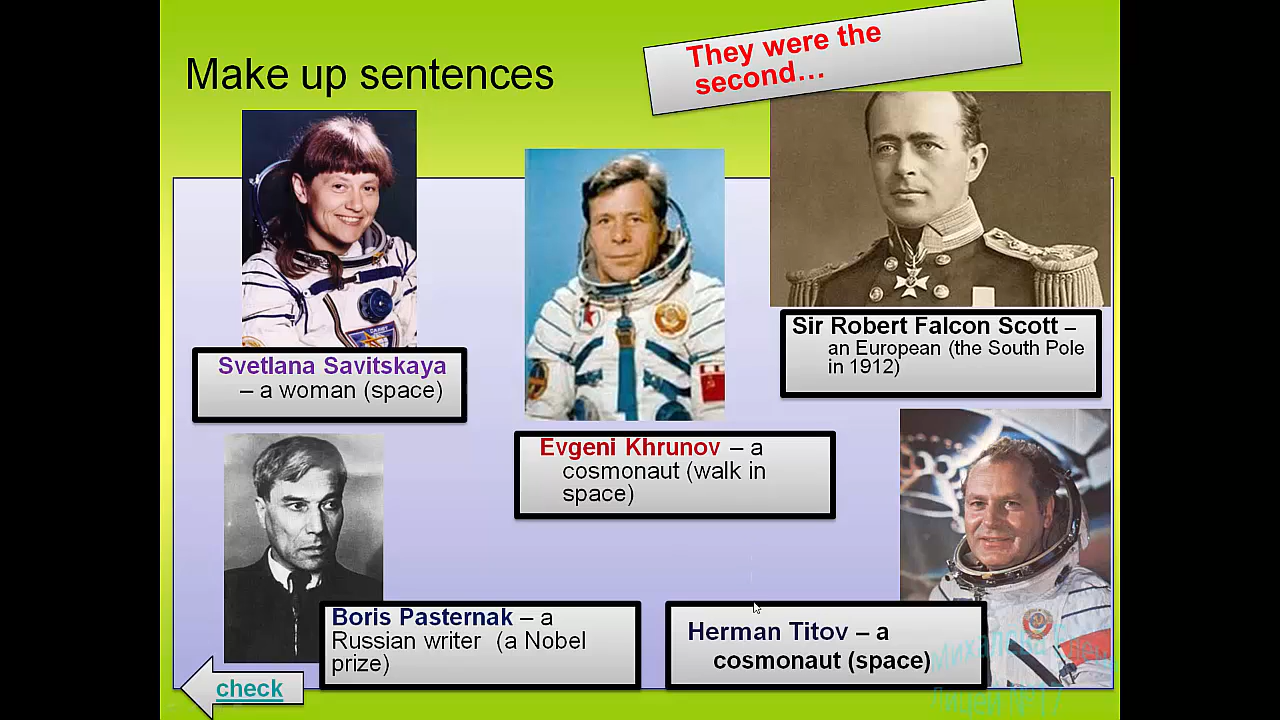 Make up sentences
They were the
second…
Svetlana Savitskaya
– a woman (space)
Evgeni Khrunov – a
cosmonaut (walk in
space)
Sir Robert Falcon Scott –
an European (the South Pole
in 1912)
Boris Pasternak – a
Russian writer (a Nobel
prize)
Herman Titov – a
cosmonaut (space)
check
Лицей №17